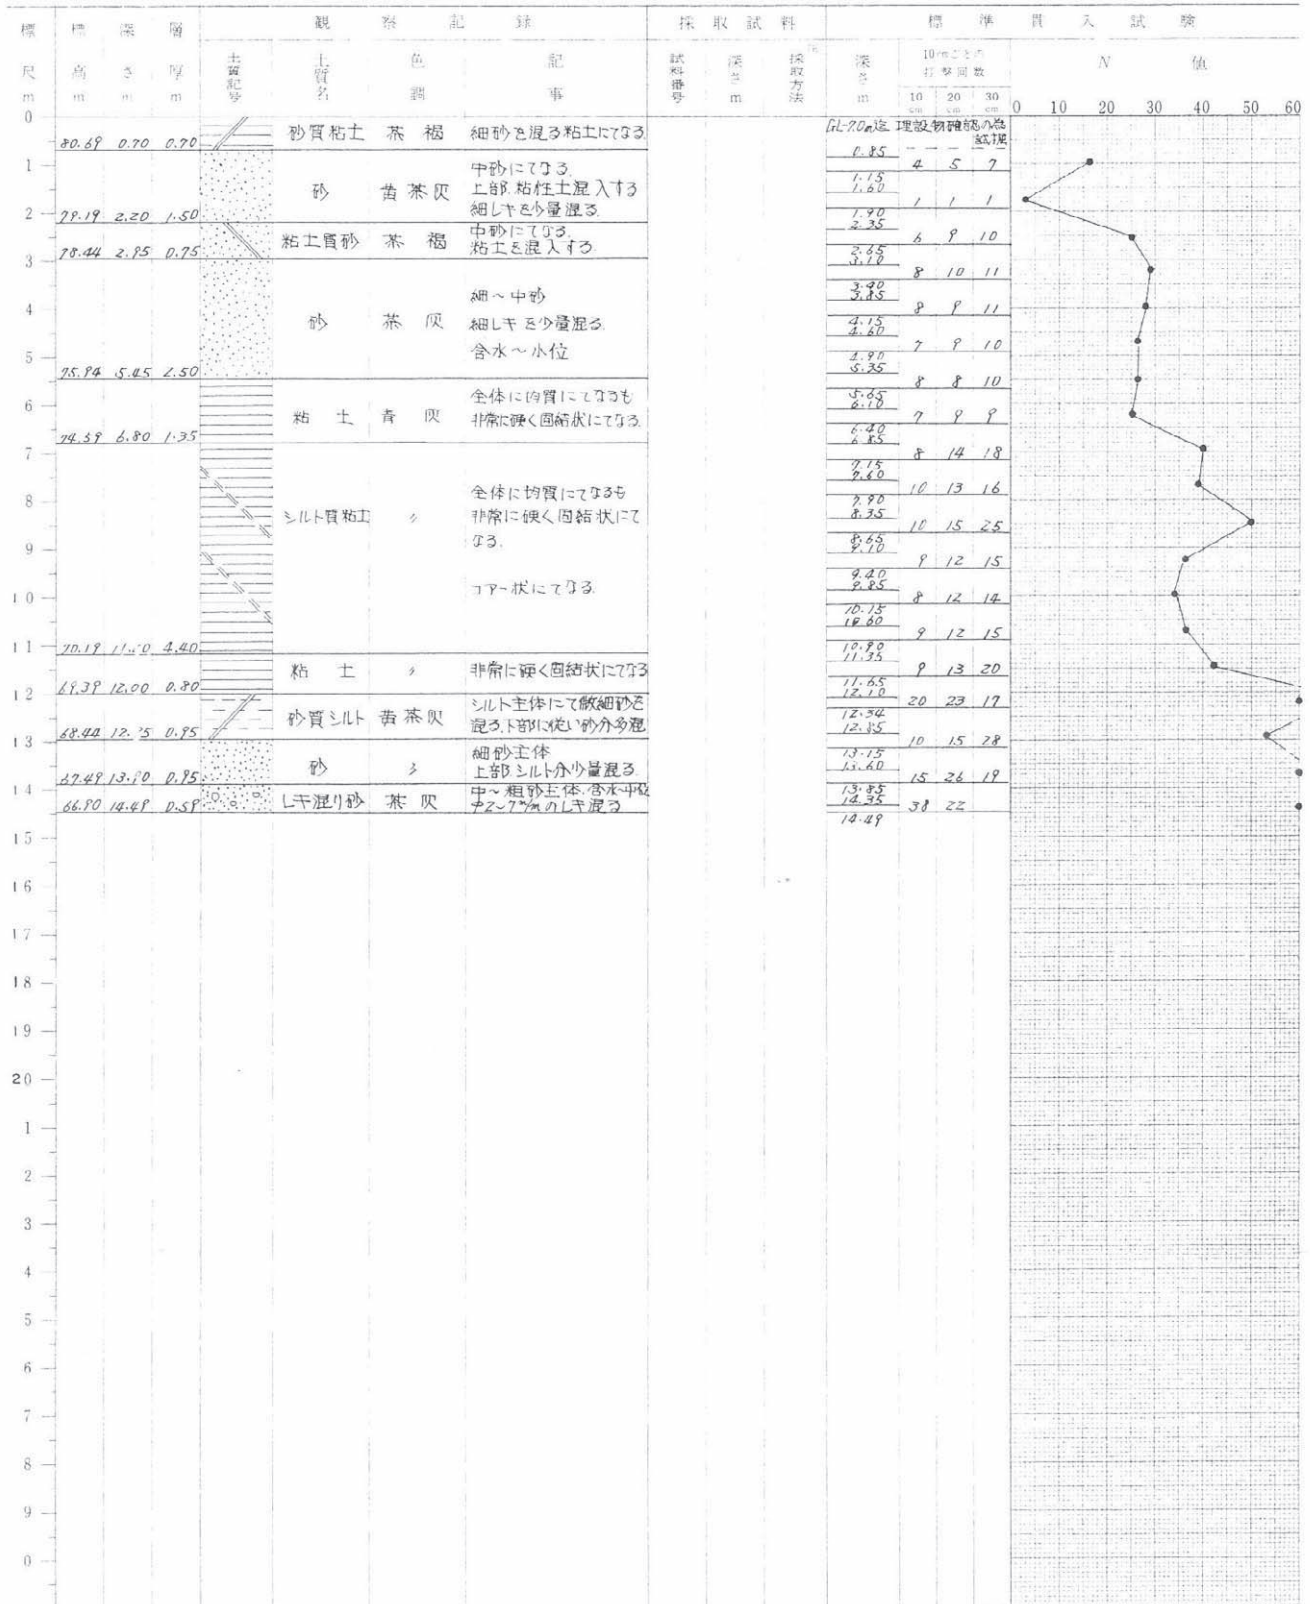 標尺 m 標高 m 深さ m 層厚 m 観察記録 採取試料 標準貫入試験
土質記号 土質名 色調 記事 試料番号 深さ m 採取方法 深さ m 10cmごとの打撃回数 N 値
10 cm 20 cm 30 cm 0 10 20 30 40 50 60
0
GL-7.0m迄 埋設物確認の為 試掘
80.69 0.70 0.70 砂質粘土 茶褐 細砂を混る粘土にてなる
0.85 4 5 7
1
1.15
79.19 2.20 1.50 砂 黄茶灰 中砂にてなる.
上部.粘性土混入する
細レキを少量混る.
1.60 1 1 1
2
1.90
78.44 2.95 0.75 粘土質砂 茶褐 中砂にてなる.
粘土を混入する.
2.35 6 9 10
2.65
3
3.10 8 10 11
3.40
75.94 5.45 2.50 砂 茶灰 細～中砂
細レキを少量混る.
含水～小位
3.85 8 9 11
4
4.15
4.60 7 9 10
4.90
5
5.35 8 8 10
5.65
74.59 6.80 1.35 粘土 青灰 全体に均質にてなるも
非常に硬く固結状にてなる.
6
6.10 7 9 9
6.40
6.85 8 14 18
7
7.15
70.19 4.40 シルト質粘土 〃 全体に均質にてなるも
非常に硬く固結状にて
なる.
コアー状にてなる.
7.60 10 13 16
7.90
8
8.35 10 15 25
8.65
9
9.10 9 12 15
9.40
9.85 8 12 14
10
10.15
10.60 9 12 15
10.90
11
69.39 12.00 0.80 粘土 〃 非常に硬く固結状にてなる
11.35 9 13 20
11.65
12
68.44 0.95 砂質シルト 黄茶灰 シルト主体にて微細砂を
混る.下部に従い砂分多混
12.10 20 23 17
12.34
12.85 10 15 28
13
13.15
67.49 13.90 0.95 砂 〃 細砂主体
上部.シルト分少量混る.
13.60 15 26 19
13.85
14
66.90 14.49 0.59 レキ混り砂 茶灰 中～粗砂主体.含水～中位
φ2～7%mのレキ混る
14.35 38 22
14.49
15
16
17
18
19
20
1
2
3
4
5
6
7
8
9
0